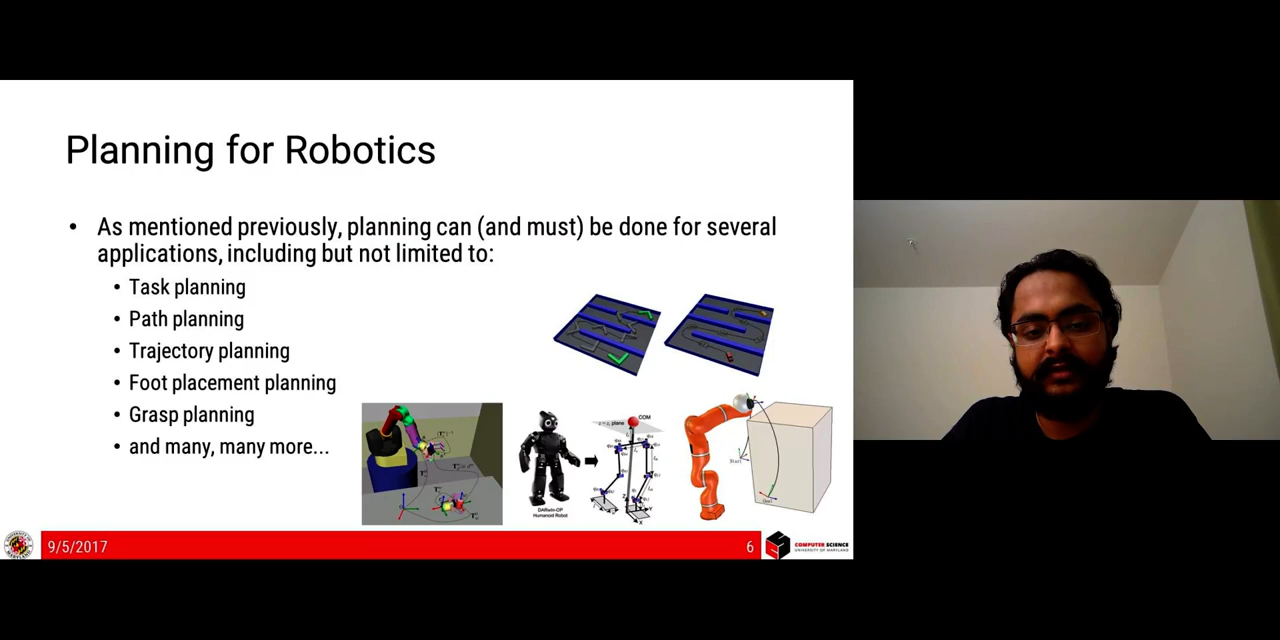 Planning for Robotics
• As mentioned previously, planning can (and must) be done for several
applications, including but not limited to:
• Task planning
• Path planning
• Trajectory planning
• Foot placement planning
• Grasp planning
• and many, many more...
COM
DARwIn-OP
Humanoid Robot
Start
Goal
9/5/2017
6
COMPUTER SCIENCE
UNIVERSITY OF MARYLAND